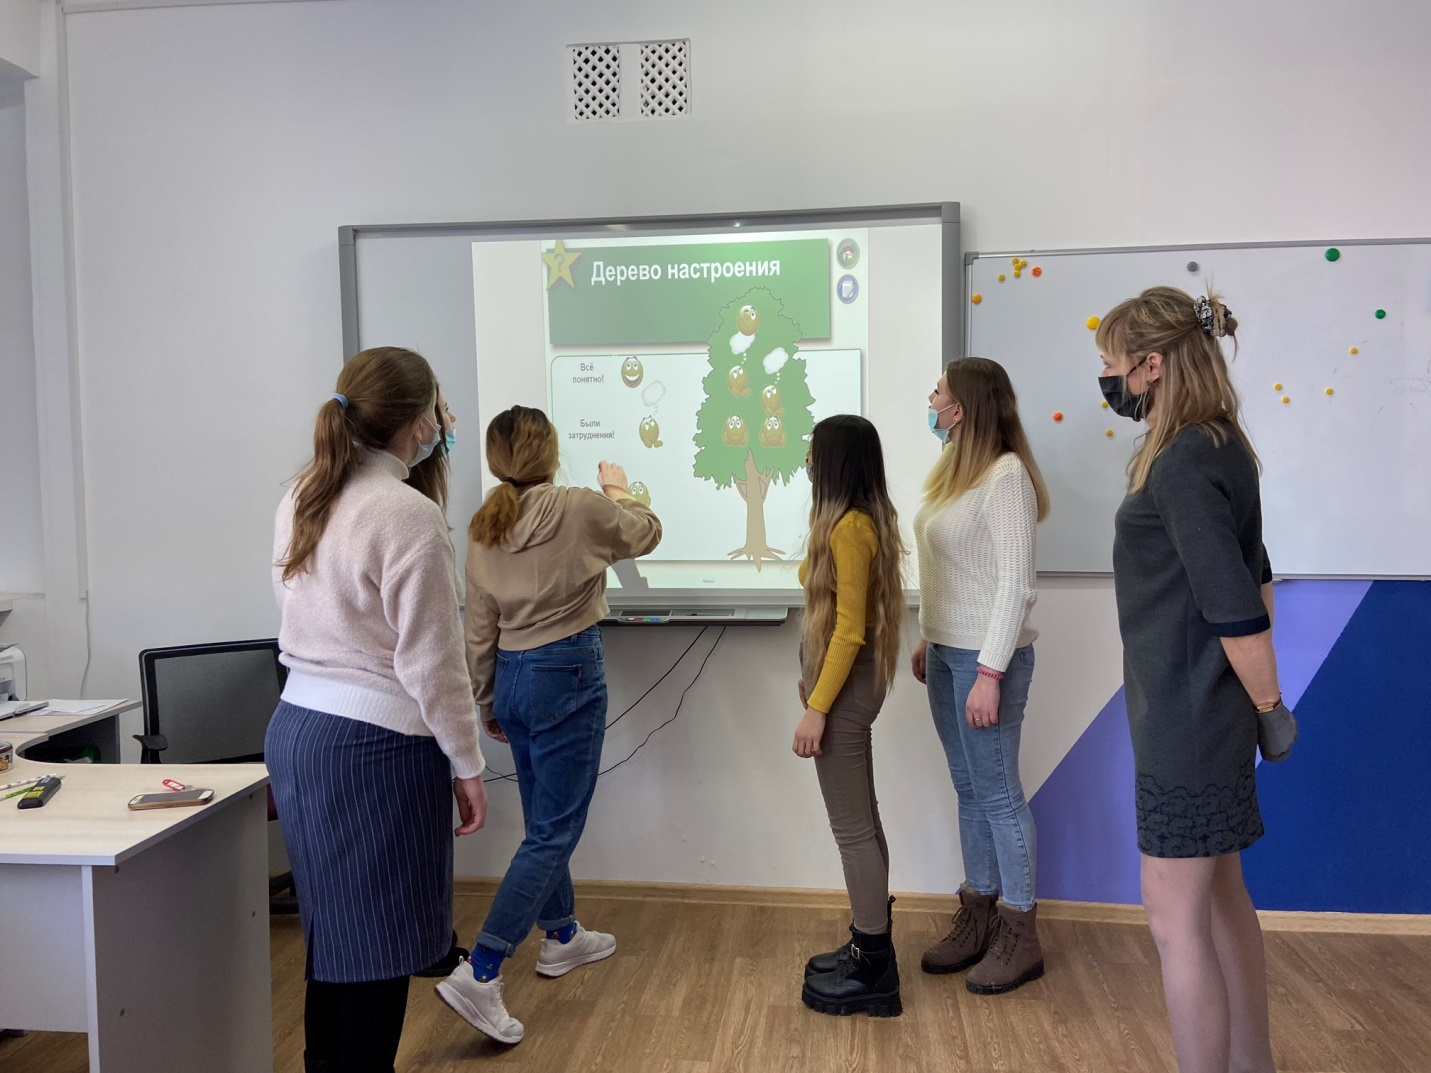 ?
Дерево настроения
Всё
понятно!
Были
затруднения!